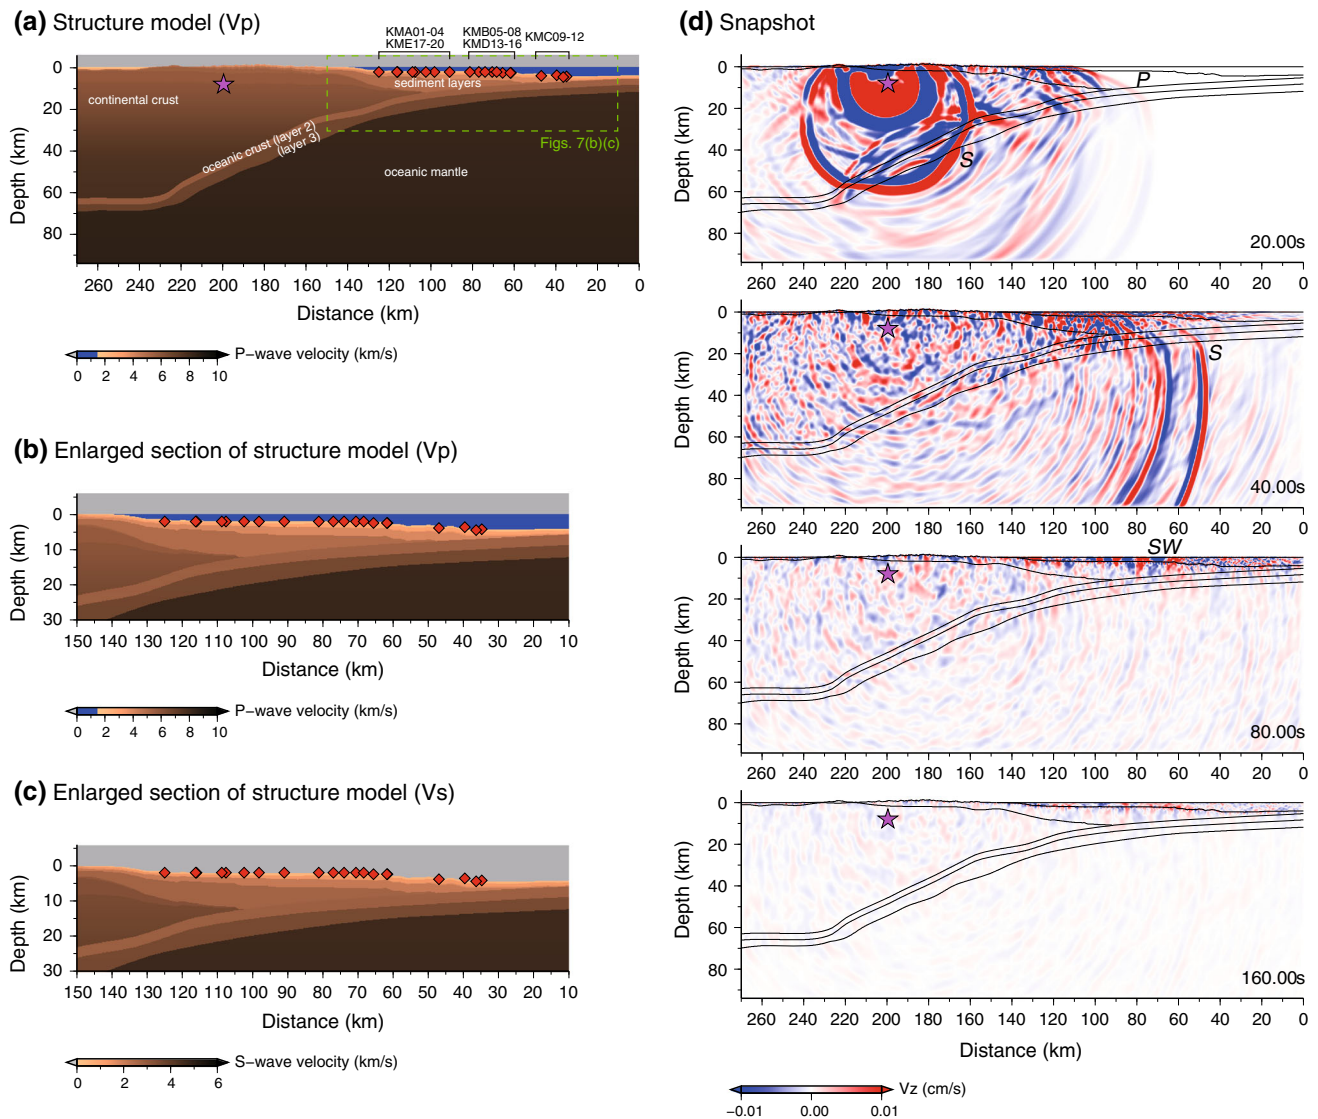 (a) Structure model (Vp)
KMA01-04
KME17-20
KMB05-08
KMD13-16
KMC09-12
0
20
40
60
80
Depth (km)
continental crust
sediment layers
oceanic crust (layer 2)
(layer 3)
oceanic mantle
Figs. 7(b)(c)
260 240 220 200 180 160 140 120 100 80 60 40 20 0
Distance (km)
P-wave velocity (km/s)
0 2 4 6 8 10
(b) Enlarged section of structure model (Vp)
0
10
20
30
Depth (km)
150 140 130 120 110 100 90 80 70 60 50 40 30 20 10
Distance (km)
P-wave velocity (km/s)
0 2 4 6 8 10
(c) Enlarged section of structure model (Vs)
0
10
20
30
Depth (km)
150 140 130 120 110 100 90 80 70 60 50 40 30 20 10
Distance (km)
S-wave velocity (km/s)
0 2 4 6
(d) Snapshot
0
20
40
60
80
Depth (km)
P
S
20.00s
260 240 220 200 180 160 140 120 100 80 60 40 20 0
0
20
40
60
80
Depth (km)
S
40.00s
260 240 220 200 180 160 140 120 100 80 60 40 20 0
SW
0
20
40
60
80
Depth (km)
80.00s
260 240 220 200 180 160 140 120 100 80 60 40 20 0
0
20
40
60
80
Depth (km)
160.00s
260 240 220 200 180 160 140 120 100 80 60 40 20 0
Distance (km)
Vz (cm/s)
-0.01 0.00 0.01